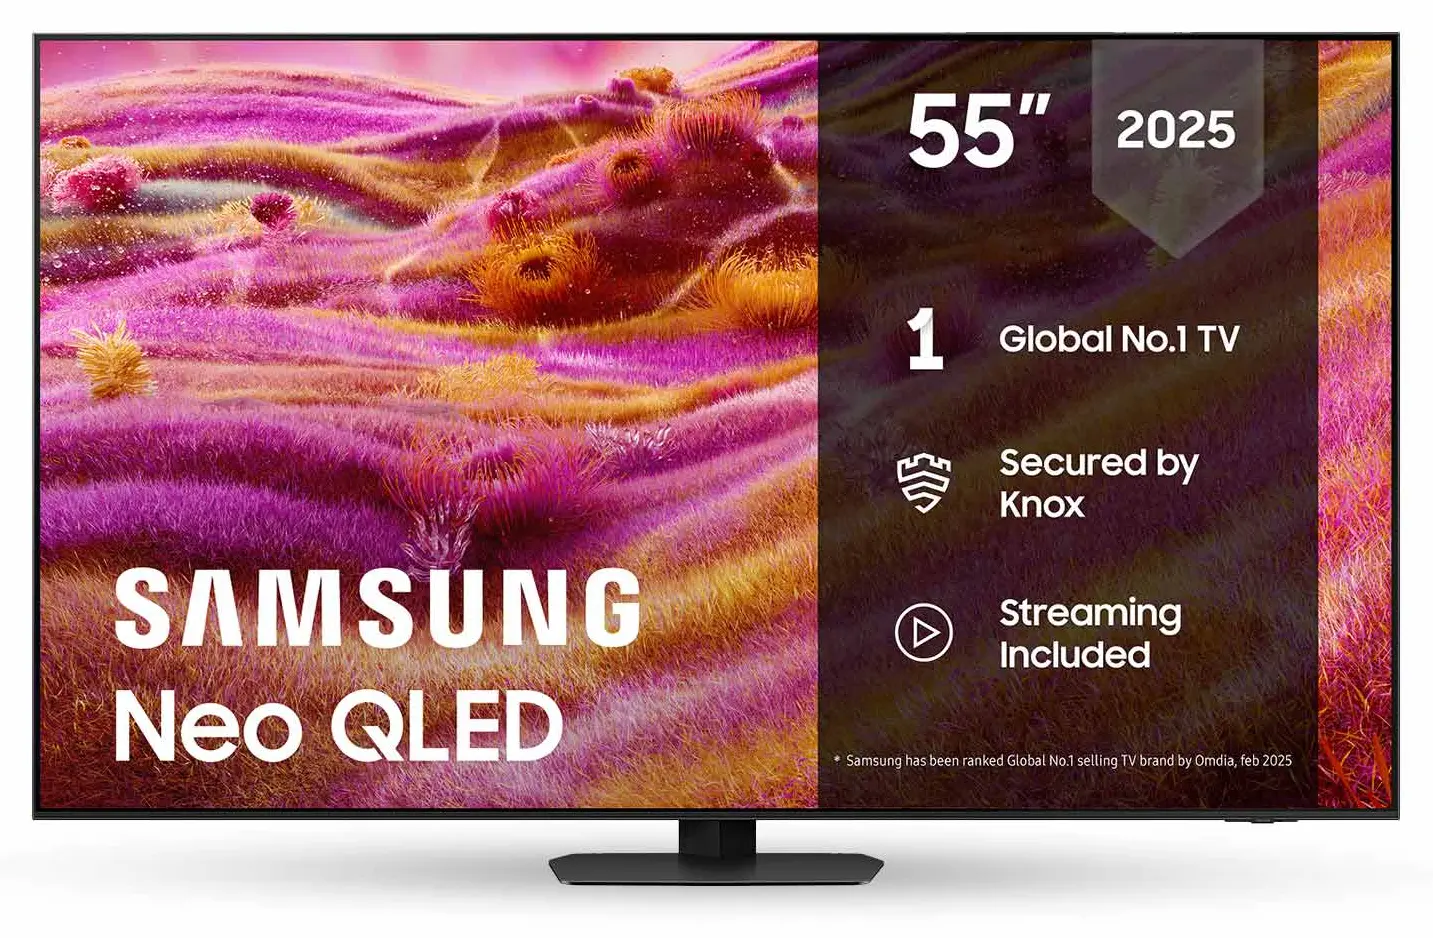 SAMSUNG
Neo QLED
55″
2025
1
Global No.1 TV
Secured by
Knox
Streaming
Included
* Samsung has been ranked Global No.1 selling TV brand by Omdia, feb 2025